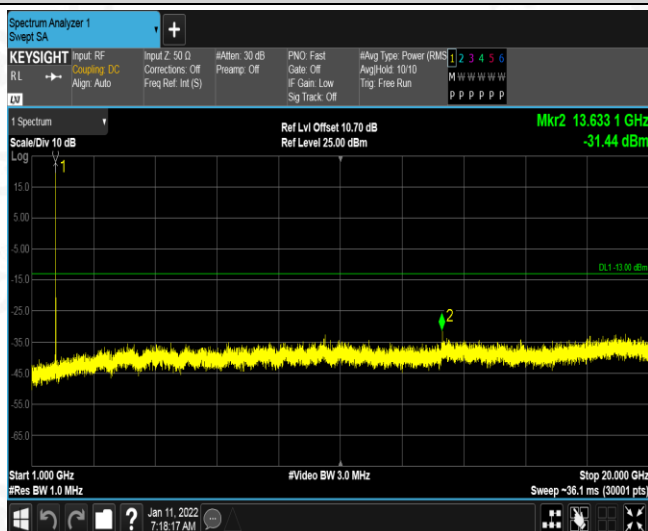 Spectrum Analyzer 1
Swept SA
+
KEYSIGHT
RL
Input: RF
Coupling: DC
Align: Auto
Input Z: 50 Ω
Corrections: Off
Freq Ref: Int (S)
#Atten: 30 dB
Preamp: Off
PNO: Fast
Gate: Off
IF Gain: Low
Sig Track: Off
#Avg Type: Power (RMS
Avg|Hold: 10/10
Trig: Free Run
1 2 3 4 5 6
M W W W W W
P P P P P P
LXI
1 Spectrum
Scale/Div 10 dB
Ref Lvl Offset 10.70 dB
Ref Level 25.00 dBm
Mkr2 13.633 1 GHz
-31.44 dBm
Log
1
15.0
5.00
-5.00
DL1 -13.00 dBm
-15.0
-25.0
2
-35.0
-45.0
-55.0
-65.0
Start 1.000 GHz
#Res BW 1.0 MHz
#Video BW 3.0 MHz
Stop 20.000 GHz
Sweep ~36.1 ms (30001 pts)
?
Jan 11, 2022
7:18:17 AM